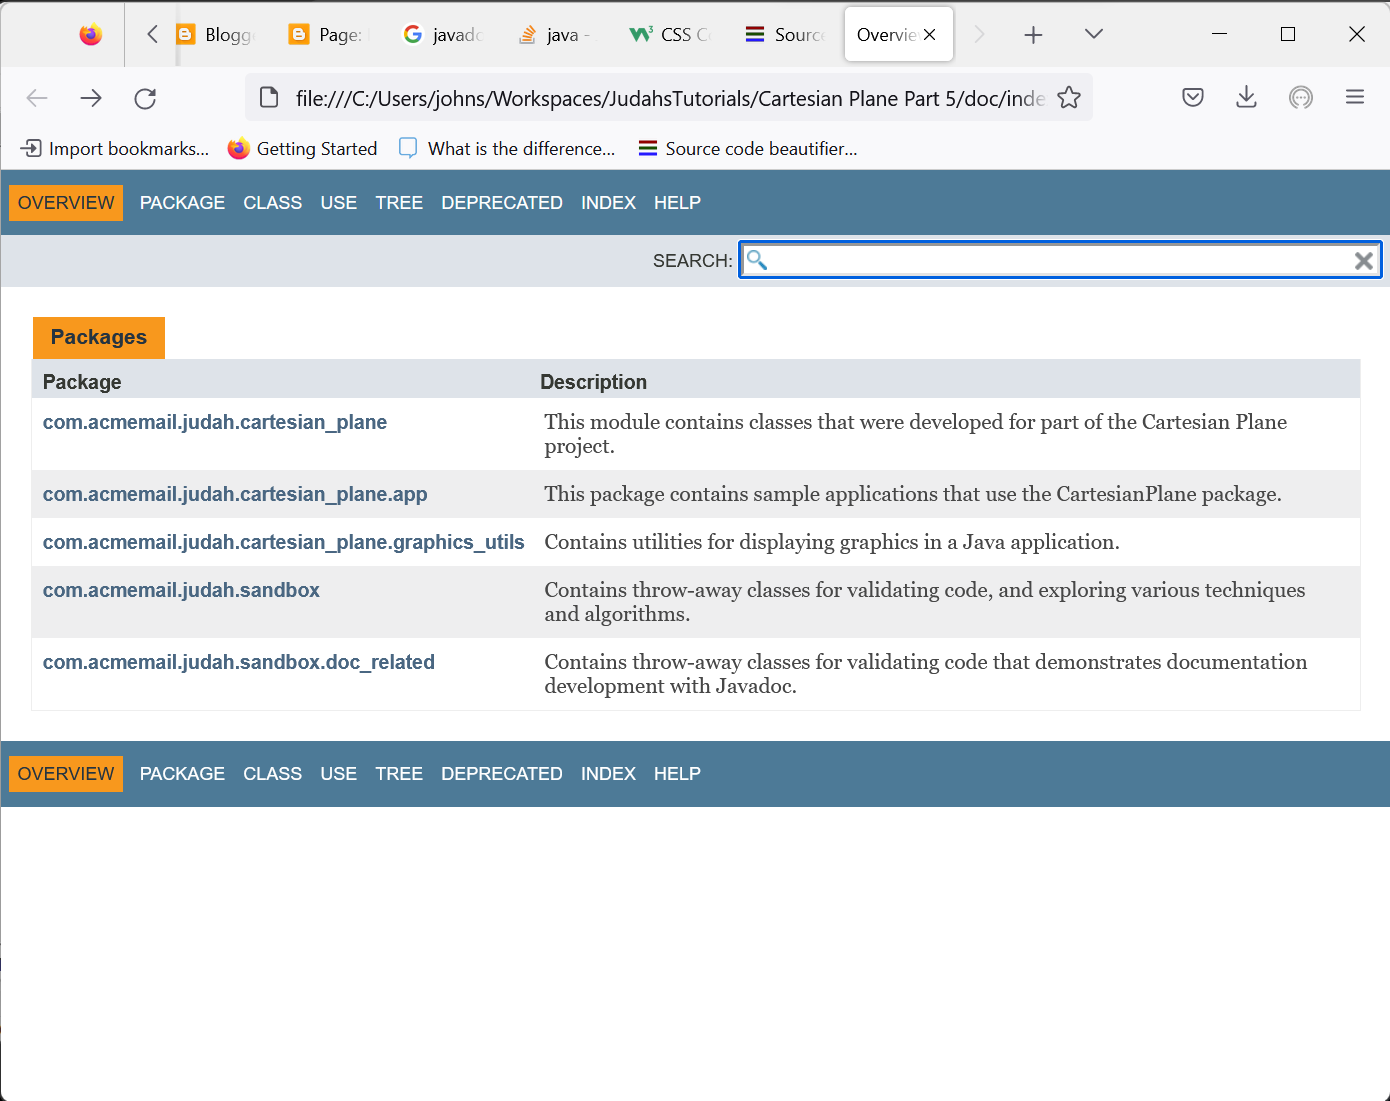 Blogg
Page:
javado
java -
CSS C
Source
Overvie
file:///C:/Users/johns/Workspaces/JudahsTutorials/Cartesian Plane Part 5/doc/inde
Import bookmarks...
Getting Started
What is the difference...
Source code beautifier...
OVERVIEW PACKAGE CLASS USE TREE DEPRECATED INDEX HELP
SEARCH:
Packages
Package Description
com.acmemail.judah.cartesian_plane This module contains classes that were developed for part of the Cartesian Plane
project.
com.acmemail.judah.cartesian_plane.app This package contains sample applications that use the CartesianPlane package.
com.acmemail.judah.cartesian_plane.graphics_utils Contains utilities for displaying graphics in a Java application.
com.acmemail.judah.sandbox Contains throw-away classes for validating code, and exploring various techniques
and algorithms.
com.acmemail.judah.sandbox.doc_related Contains throw-away classes for validating code that demonstrates documentation
development with Javadoc.
OVERVIEW PACKAGE CLASS USE TREE DEPRECATED INDEX HELP